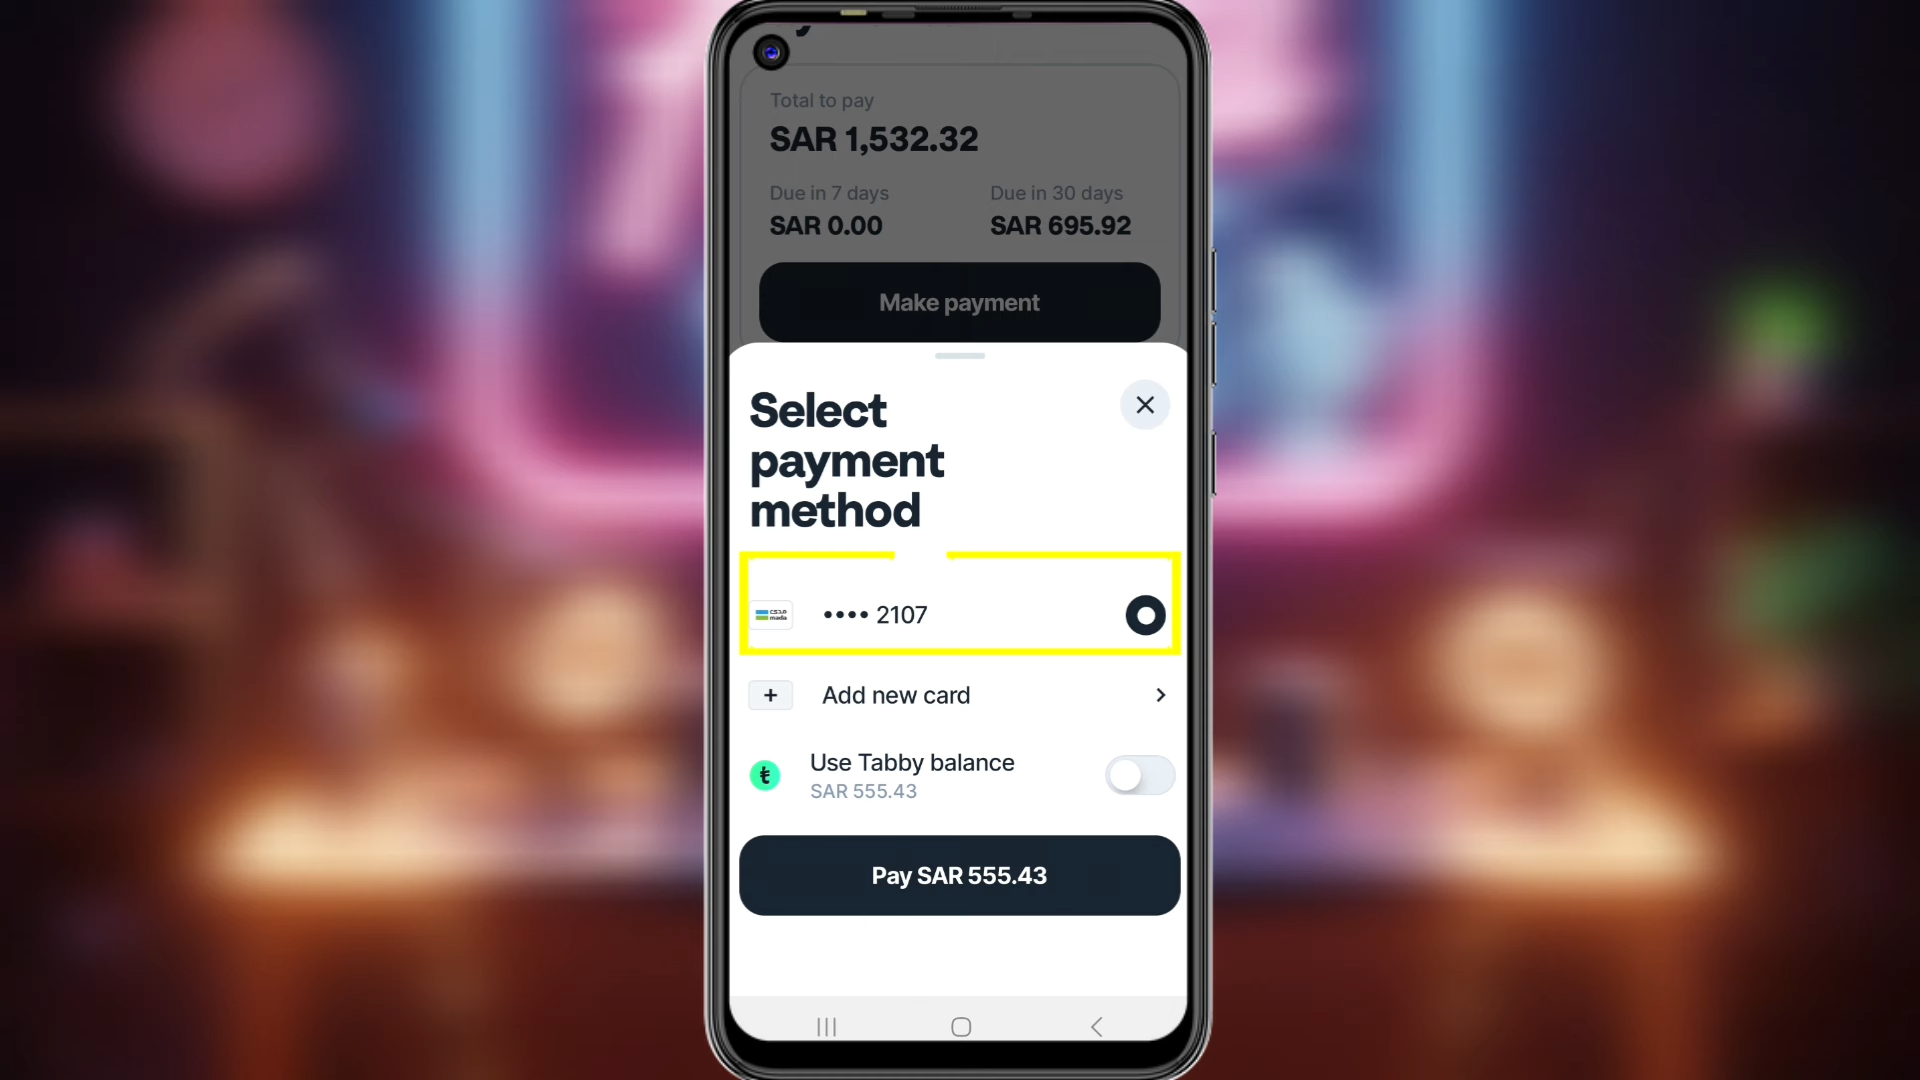 Total to pay
SAR 1,532.32
Due in 7 days Due in 30 days
SAR 0.00 SAR 695.92
Make payment
Select
payment
method
mada
•••• 2107
Add new card
Use Tabby balance
SAR 555.43
Pay SAR 555.43